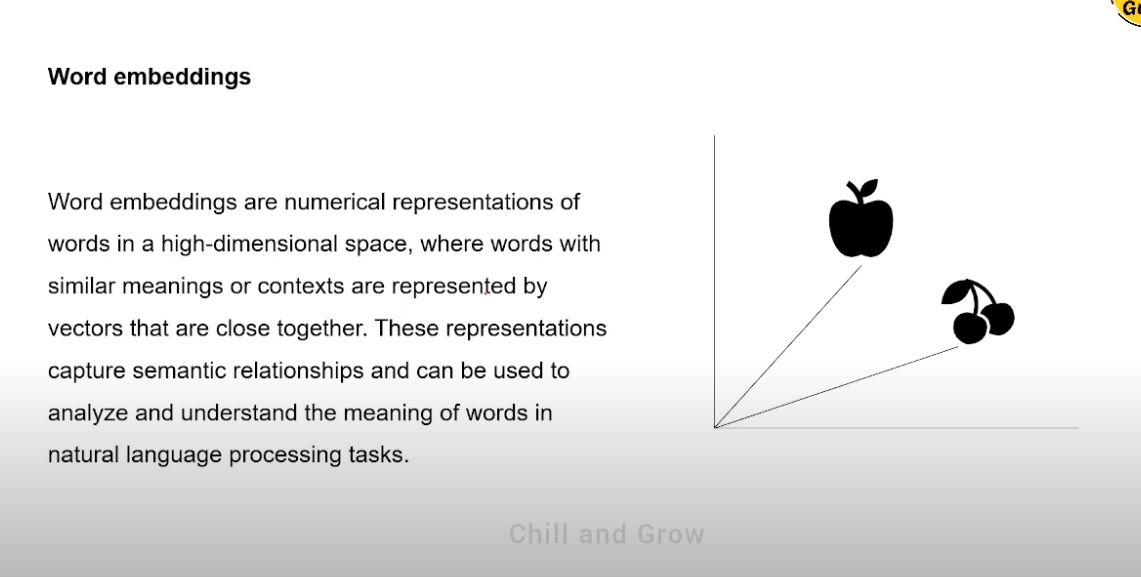 Word embeddings
Word embeddings are numerical representations of
words in a high-dimensional space, where words with
similar meanings or contexts are represented by
vectors that are close together. These representations
capture semantic relationships and can be used to
analyze and understand the meaning of words in
natural language processing tasks.
Chill and Grow